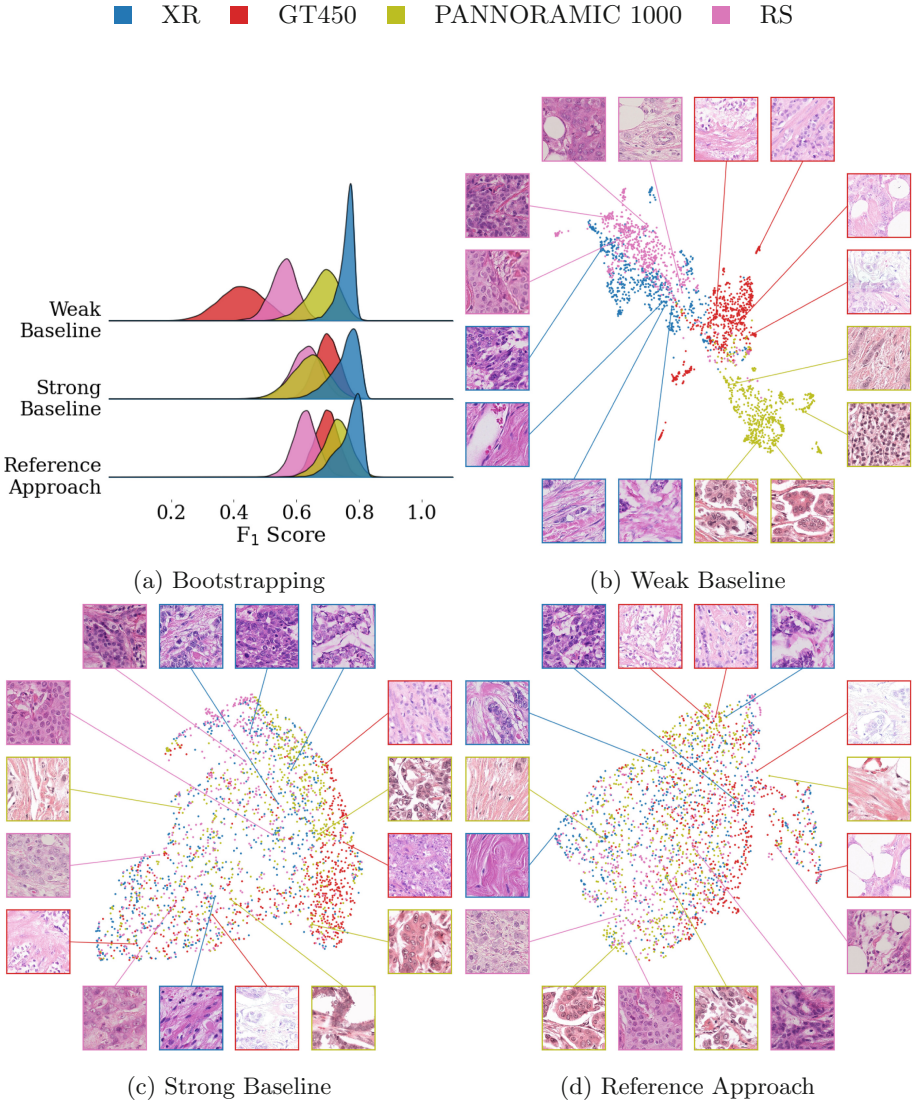 XR GT450 PANNORAMIC 1000 RS
Weak
Baseline
Strong
Baseline
Reference
Approach
0.2 0.4 0.6 0.8 1.0
F₁ Score
(a) Bootstrapping
(b) Weak Baseline
(c) Strong Baseline
(d) Reference Approach